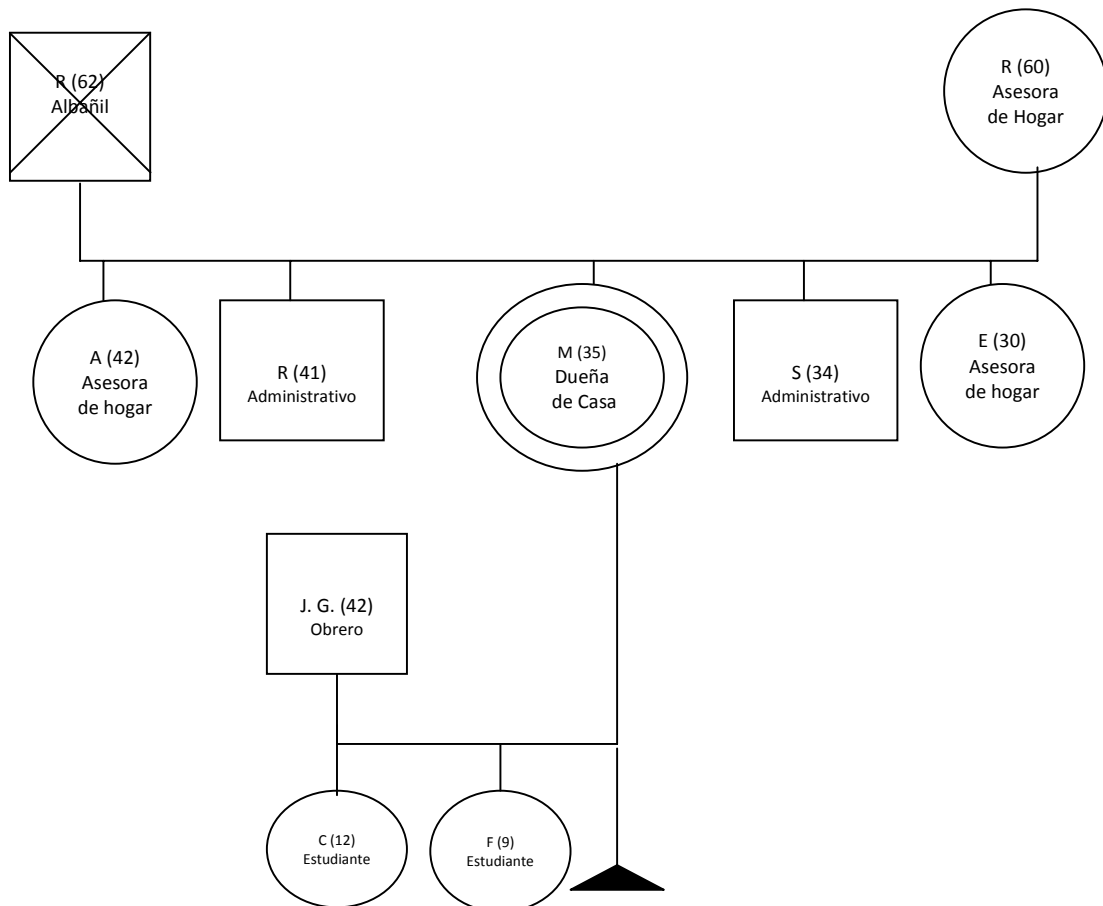 R (62)
Albañil
R (60)
Asesora
de Hogar
A (42)
Asesora
de hogar
R (41)
Administrativo
M (35)
Dueña
de Casa
S (34)
Administrativo
E (30)
Asesora
de hogar
J. G. (42)
Obrero
C (12)
Estudiante
F (9)
Estudiante